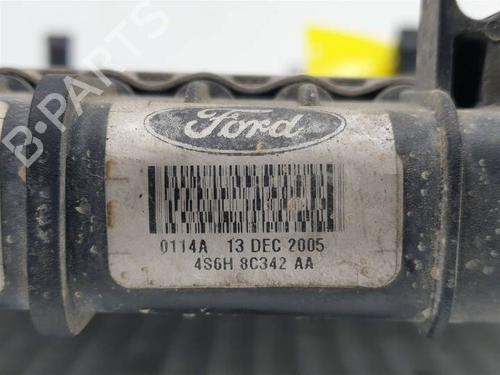 B-PARTS
Ford
0114A 13 DEC 2005
4S6H 8C342 AA